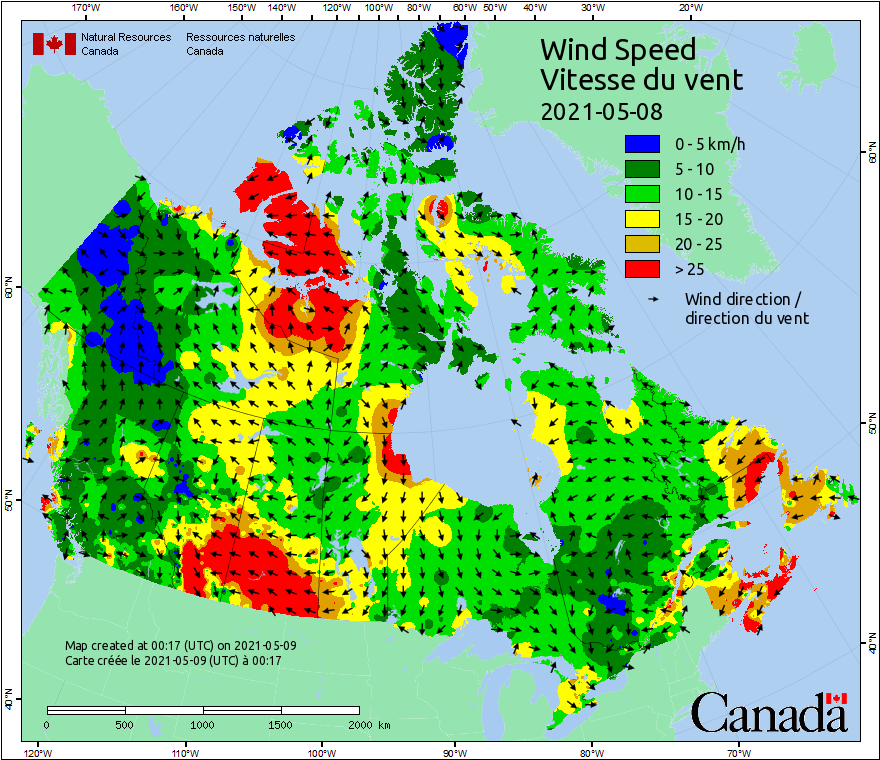 170°W 160°W 150°W 140°W 130°W 120°W 110°W 100°W 90°W 80°W 70°W 60°W 50°W 40°W 30°W 20°W
Natural Resources Ressources naturelles
Canada Canada
Wind Speed
Vitesse du vent
2021-05-08
0 - 5 km/h
5 - 10
10 - 15
15 - 20
20 - 25
> 25
Wind direction /
direction du vent
60°N
60°N
50°N
50°N
40°N
40°N
Map created at 00:17 (UTC) on 2021-05-09
Carte créée le 2021-05-09 (UTC) à 00:17
0 500 1000 1500 2000 km
Canada
120°W 110°W 100°W 90°W 80°W 70°W